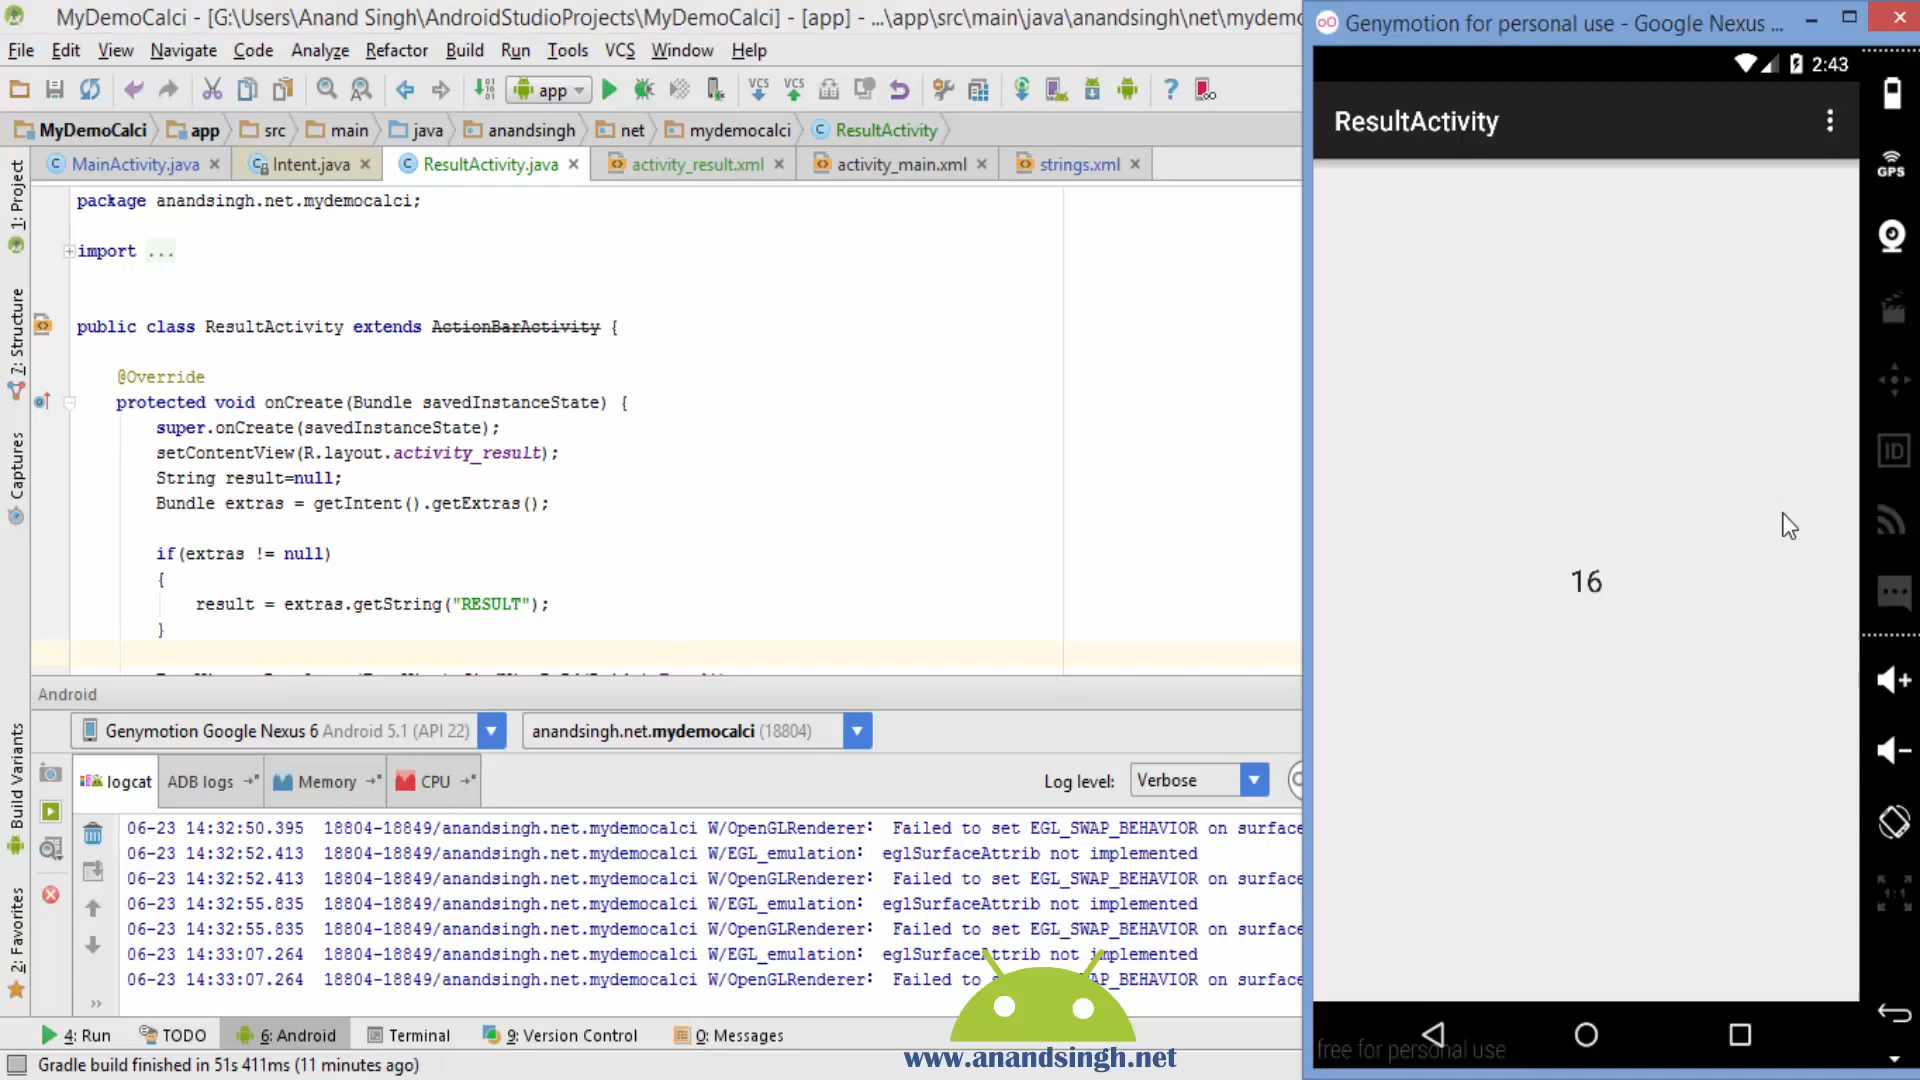 MyDemoCalci - [G:\Users\Anand Singh\AndroidStudioProjects\MyDemoCalci] - [app] - ...\app\src\main\java\anandsingh\net\mydemo
File Edit View Navigate Code Analyze Refactor Build Run Tools VCS Window Help
app VCS VCS ?
MyDemoCalci app src main java anandsingh net mydemocalci ResultActivity
MainActivity.java Intent.java ResultActivity.java activity_result.xml activity_main.xml strings.xml
1: Project
7: Structure
Captures
Build Variants
2: Favorites
package anandsingh.net.mydemocalci;
import ...
public class ResultActivity extends ActionBarActivity {
@Override
protected void onCreate(Bundle savedInstanceState) {
super.onCreate(savedInstanceState);
setContentView(R.layout.activity_result);
String result=null;
Bundle extras = getIntent().getExtras();
if(extras != null)
{
result = extras.getString("RESULT");
}
Android
Genymotion Google Nexus 6 Android 5.1 (API 22) anandsingh.net.mydemocalci (18804)
logcat ADB logs Memory CPU Log level: Verbose
06-23 14:32:50.395 18804-18849/anandsingh.net.mydemocalci W/OpenGLRenderer: Failed to set EGL_SWAP_BEHAVIOR on surface
06-23 14:32:52.413 18804-18849/anandsingh.net.mydemocalci W/EGL_emulation: eglSurfaceAttrib not implemented
06-23 14:32:52.413 18804-18849/anandsingh.net.mydemocalci W/OpenGLRenderer: Failed to set EGL_SWAP_BEHAVIOR on surface
06-23 14:32:55.835 18804-18849/anandsingh.net.mydemocalci W/EGL_emulation: eglSurfaceAttrib not implemented
06-23 14:32:55.835 18804-18849/anandsingh.net.mydemocalci W/OpenGLRenderer: Failed to set EGL_SWAP_BEHAVIOR on surface
06-23 14:33:07.264 18804-18849/anandsingh.net.mydemocalci W/EGL_emulation: eglSurfaceAttrib not implemented
06-23 14:33:07.264 18804-18849/anandsingh.net.mydemocalci W/OpenGLRenderer: Failed to AP_BEHAVIOR on surface
4: Run TODO 6: Android Terminal 9: Version Control 0: Messages
Gradle build finished in 51s 411ms (11 minutes ago)
www.anandsingh.net
Genymotion for personal use - Google Nexus ...
2:43
ResultActivity
16
free for personal use
GPS
ID
1:1